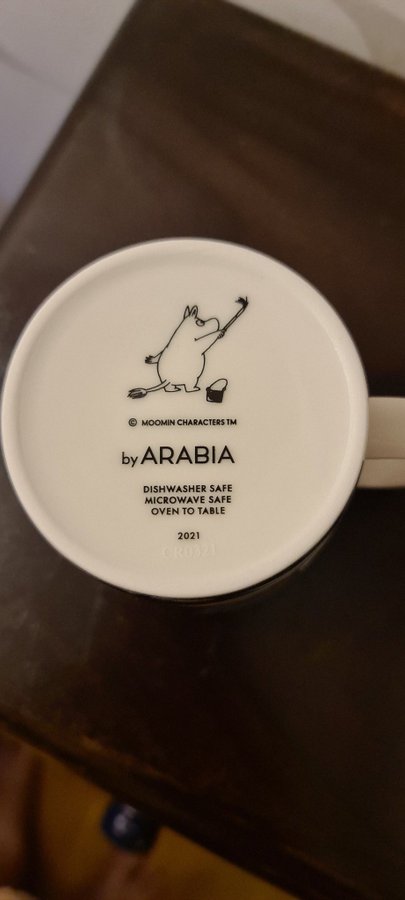 © MOOMIN CHARACTERS TM
by ARABIA
DISHWASHER SAFE
MICROWAVE SAFE
OVEN TO TABLE
2021